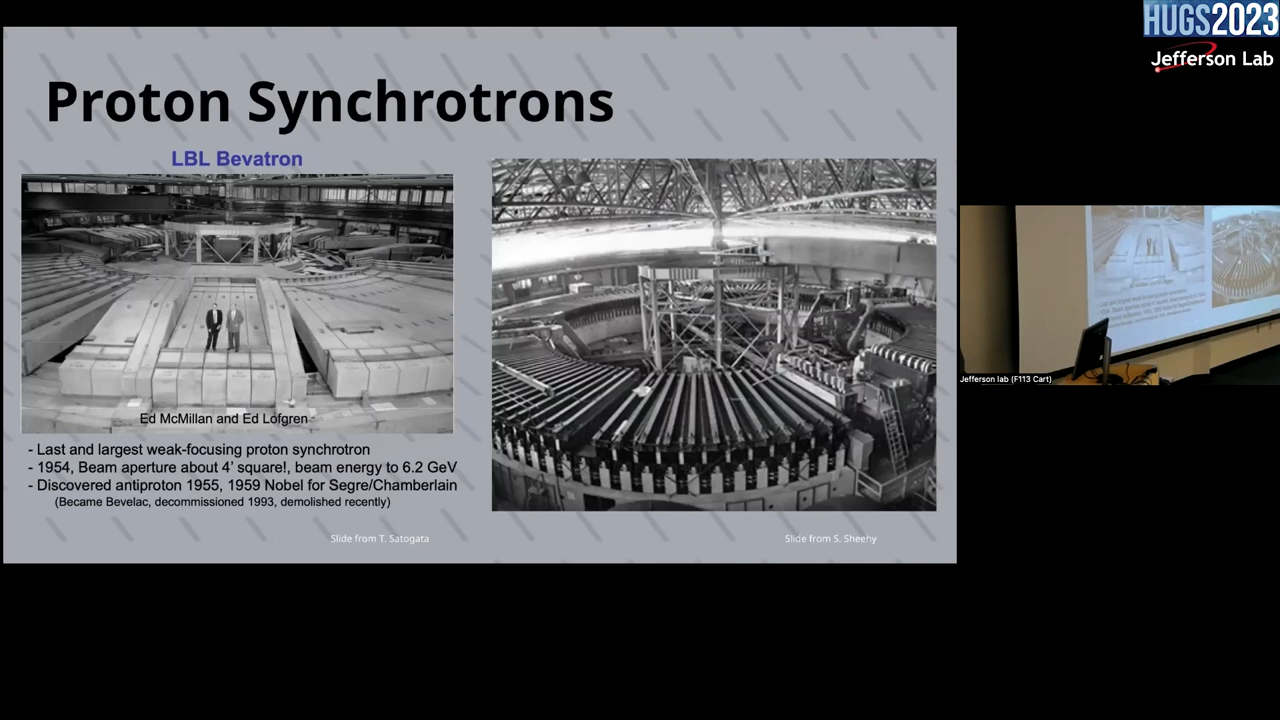 HUGS2023
Jefferson Lab
Proton Synchrotrons
LBL Bevatron
Ed McMillan and Ed Lofgren
- Last and largest weak-focusing proton synchrotron
- 1954, Beam aperture about 4’ square!, beam energy to 6.2 GeV
- Discovered antiproton 1955, 1959 Nobel for Segre/Chamberlain
(Became Bevelac, decommissioned 1993, demolished recently)
Slide from T. Satogata
Slide from S. Sheehy
Jefferson lab (F113 Cart)